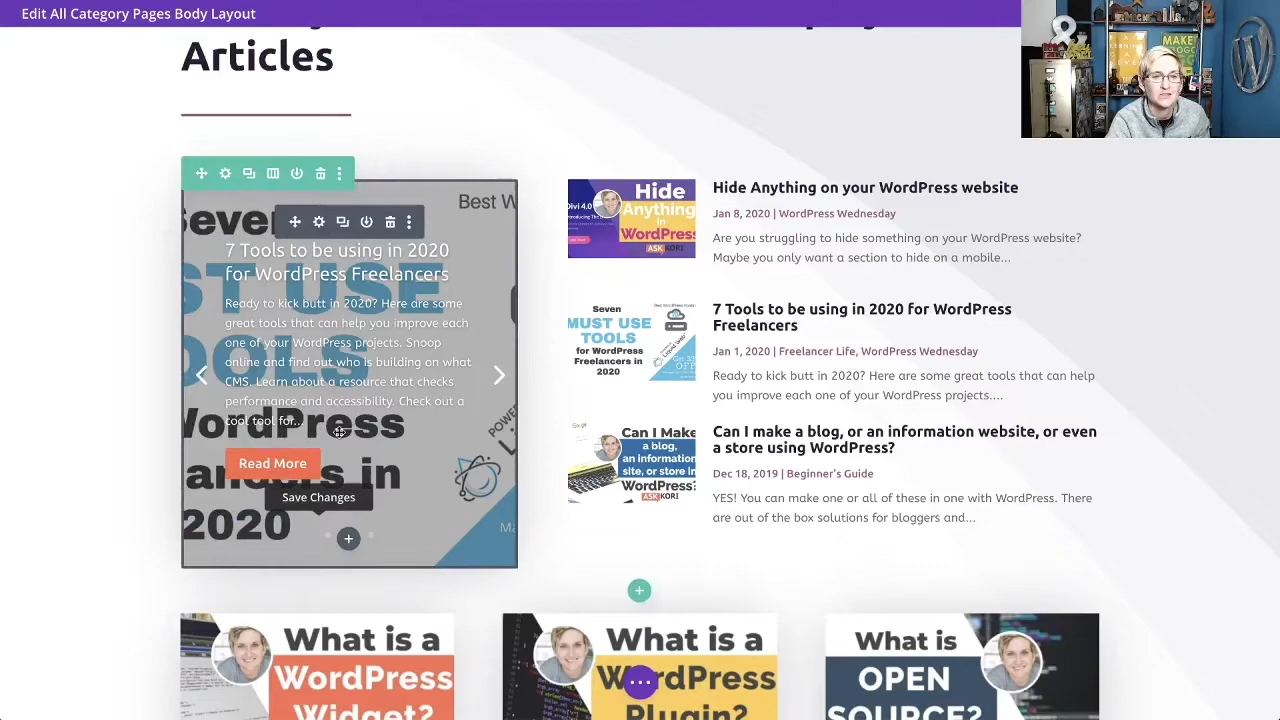 Edit All Category Pages Body Layout
Articles
Best W
7 Tools to be using in 2020
for WordPress Freelancers
Ready to kick butt in 2020? Here are some
great tools that can help you improve each
one of your WordPress projects. Snoop
online and find out who is building on what
CMS. Learn about a resource that checks
performance and accessibility. Check out a
cool tool for...
WordPress
in
2020
Read More
Save Changes
Hide
Anything
in
WordPress
ASK KORI
Divi 4.0
Hide Anything on your WordPress website
Jan 8, 2020 | WordPress Wednesday
Are you struggling to hide something on your WordPress website?
Maybe you only want a section to hide on a mobile...
Seven
MUST USE
TOOLS
for WordPress
Freelancers in
2020
7 Tools to be using in 2020 for WordPress
Freelancers
Jan 1, 2020 | Freelancer Life, WordPress Wednesday
Ready to kick butt in 2020? Here are some great tools that can help
you improve each one of your WordPress projects....
Can I Make
a blog,
an information
site, or store in
WordPress?
ASK KORI
Can I make a blog, or an information website, or even
a store using WordPress?
Dec 18, 2019 | Beginner's Guide
YES! You can make one or all of these in one with WordPress. There
are out of the box solutions for bloggers and...
What is a
WordPress
Widget?
What is a
WordPress
Plugin?
What is
OPEN
SOURCE?